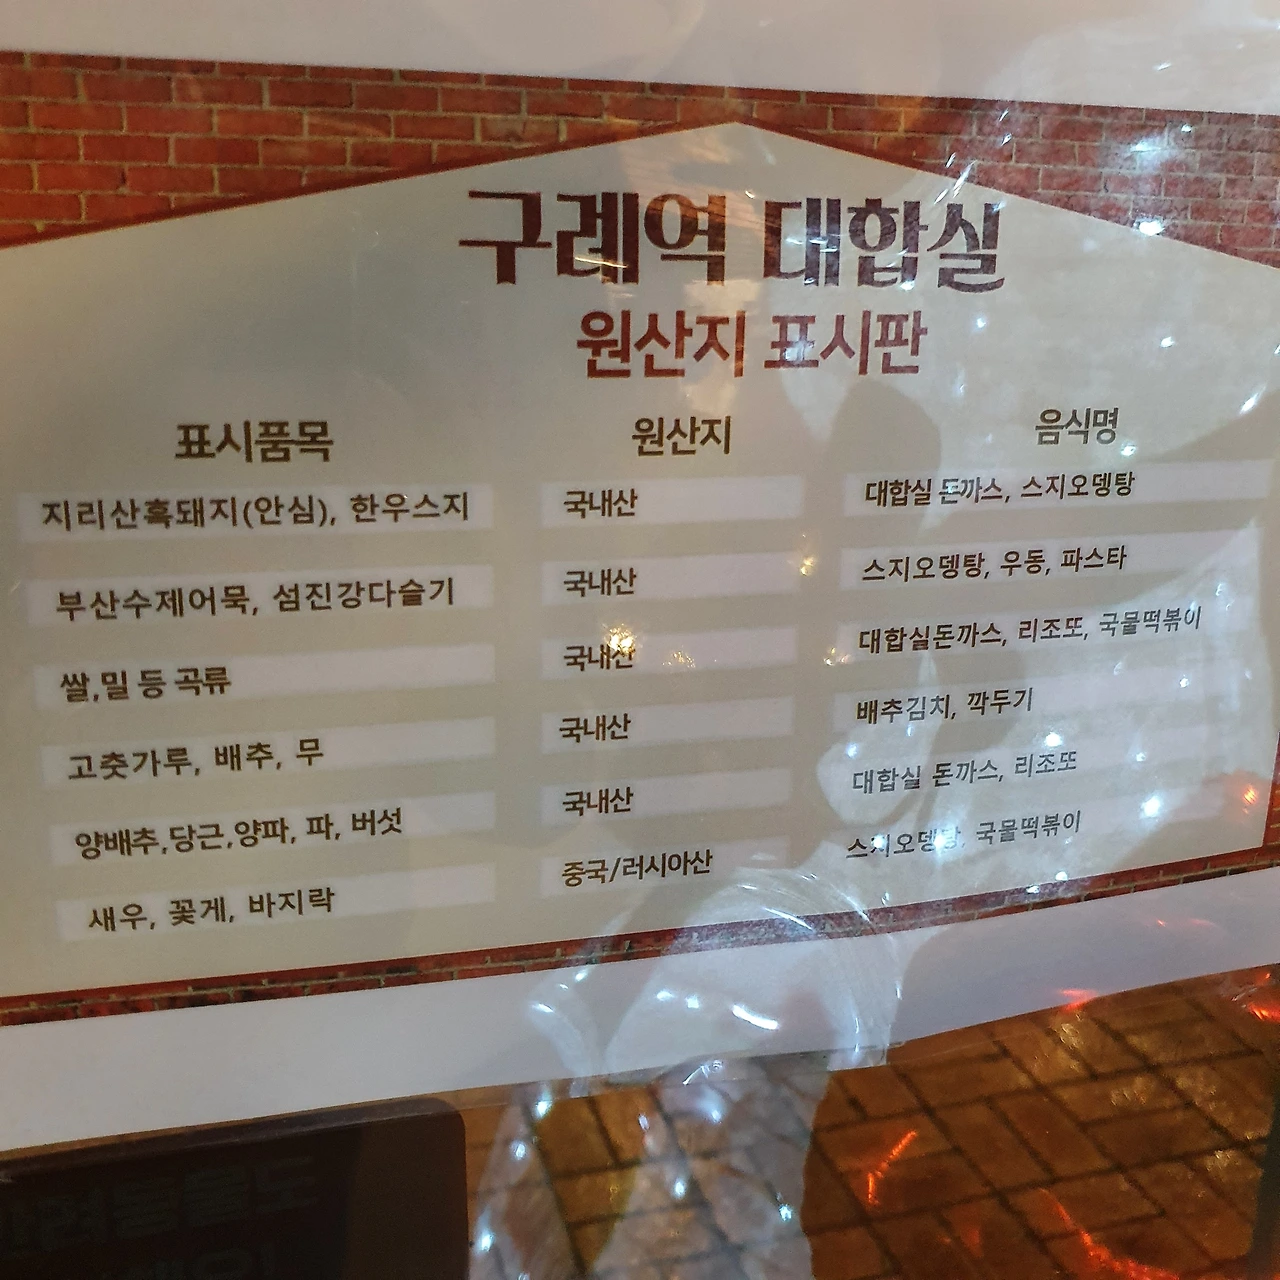 구례역 대합실
원산지 표시판
표시품목 원산지 음식명
지리산흑돼지(안심), 한우스지 국내산 대합실 돈까스, 스지오뎅탕
부산수제어묵, 섬진강다슬기 국내산 스지오뎅탕, 우동, 파스타
쌀,밀 등 곡류 국내산 대합실돈까스, 리조또, 국물떡볶이
고춧가루, 배추, 무 국내산 배추김치, 깍두기
양배추,당근,양파, 파, 버섯 국내산 대합실 돈까스, 리조또
새우, 꽃게, 바지락 중국/러시아산 스지오뎅탕, 국물떡볶이